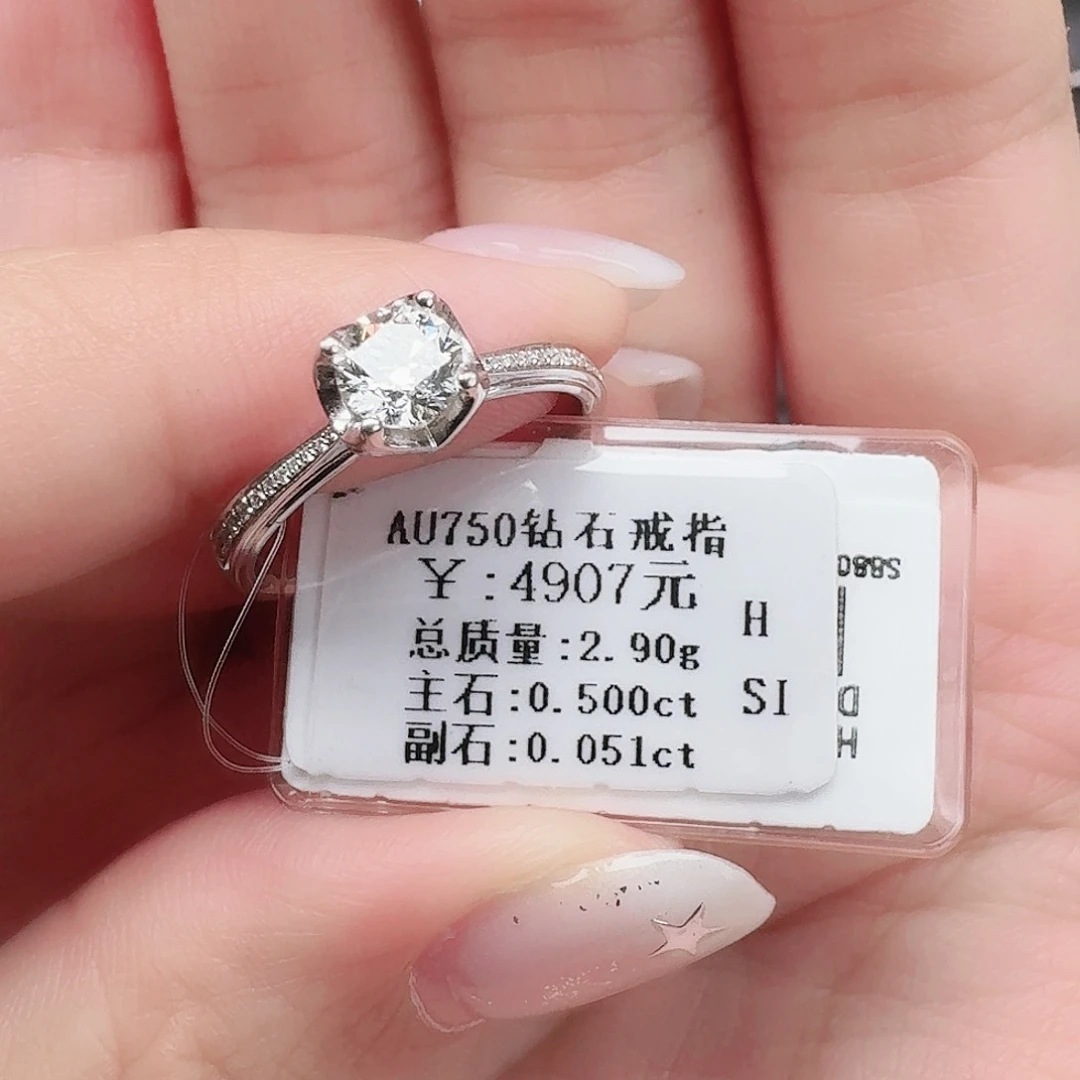 AU750钻石戒指
￥:4907元
总质量:2.90g
主石:0.500ct
副石:0.051ct
H
SI